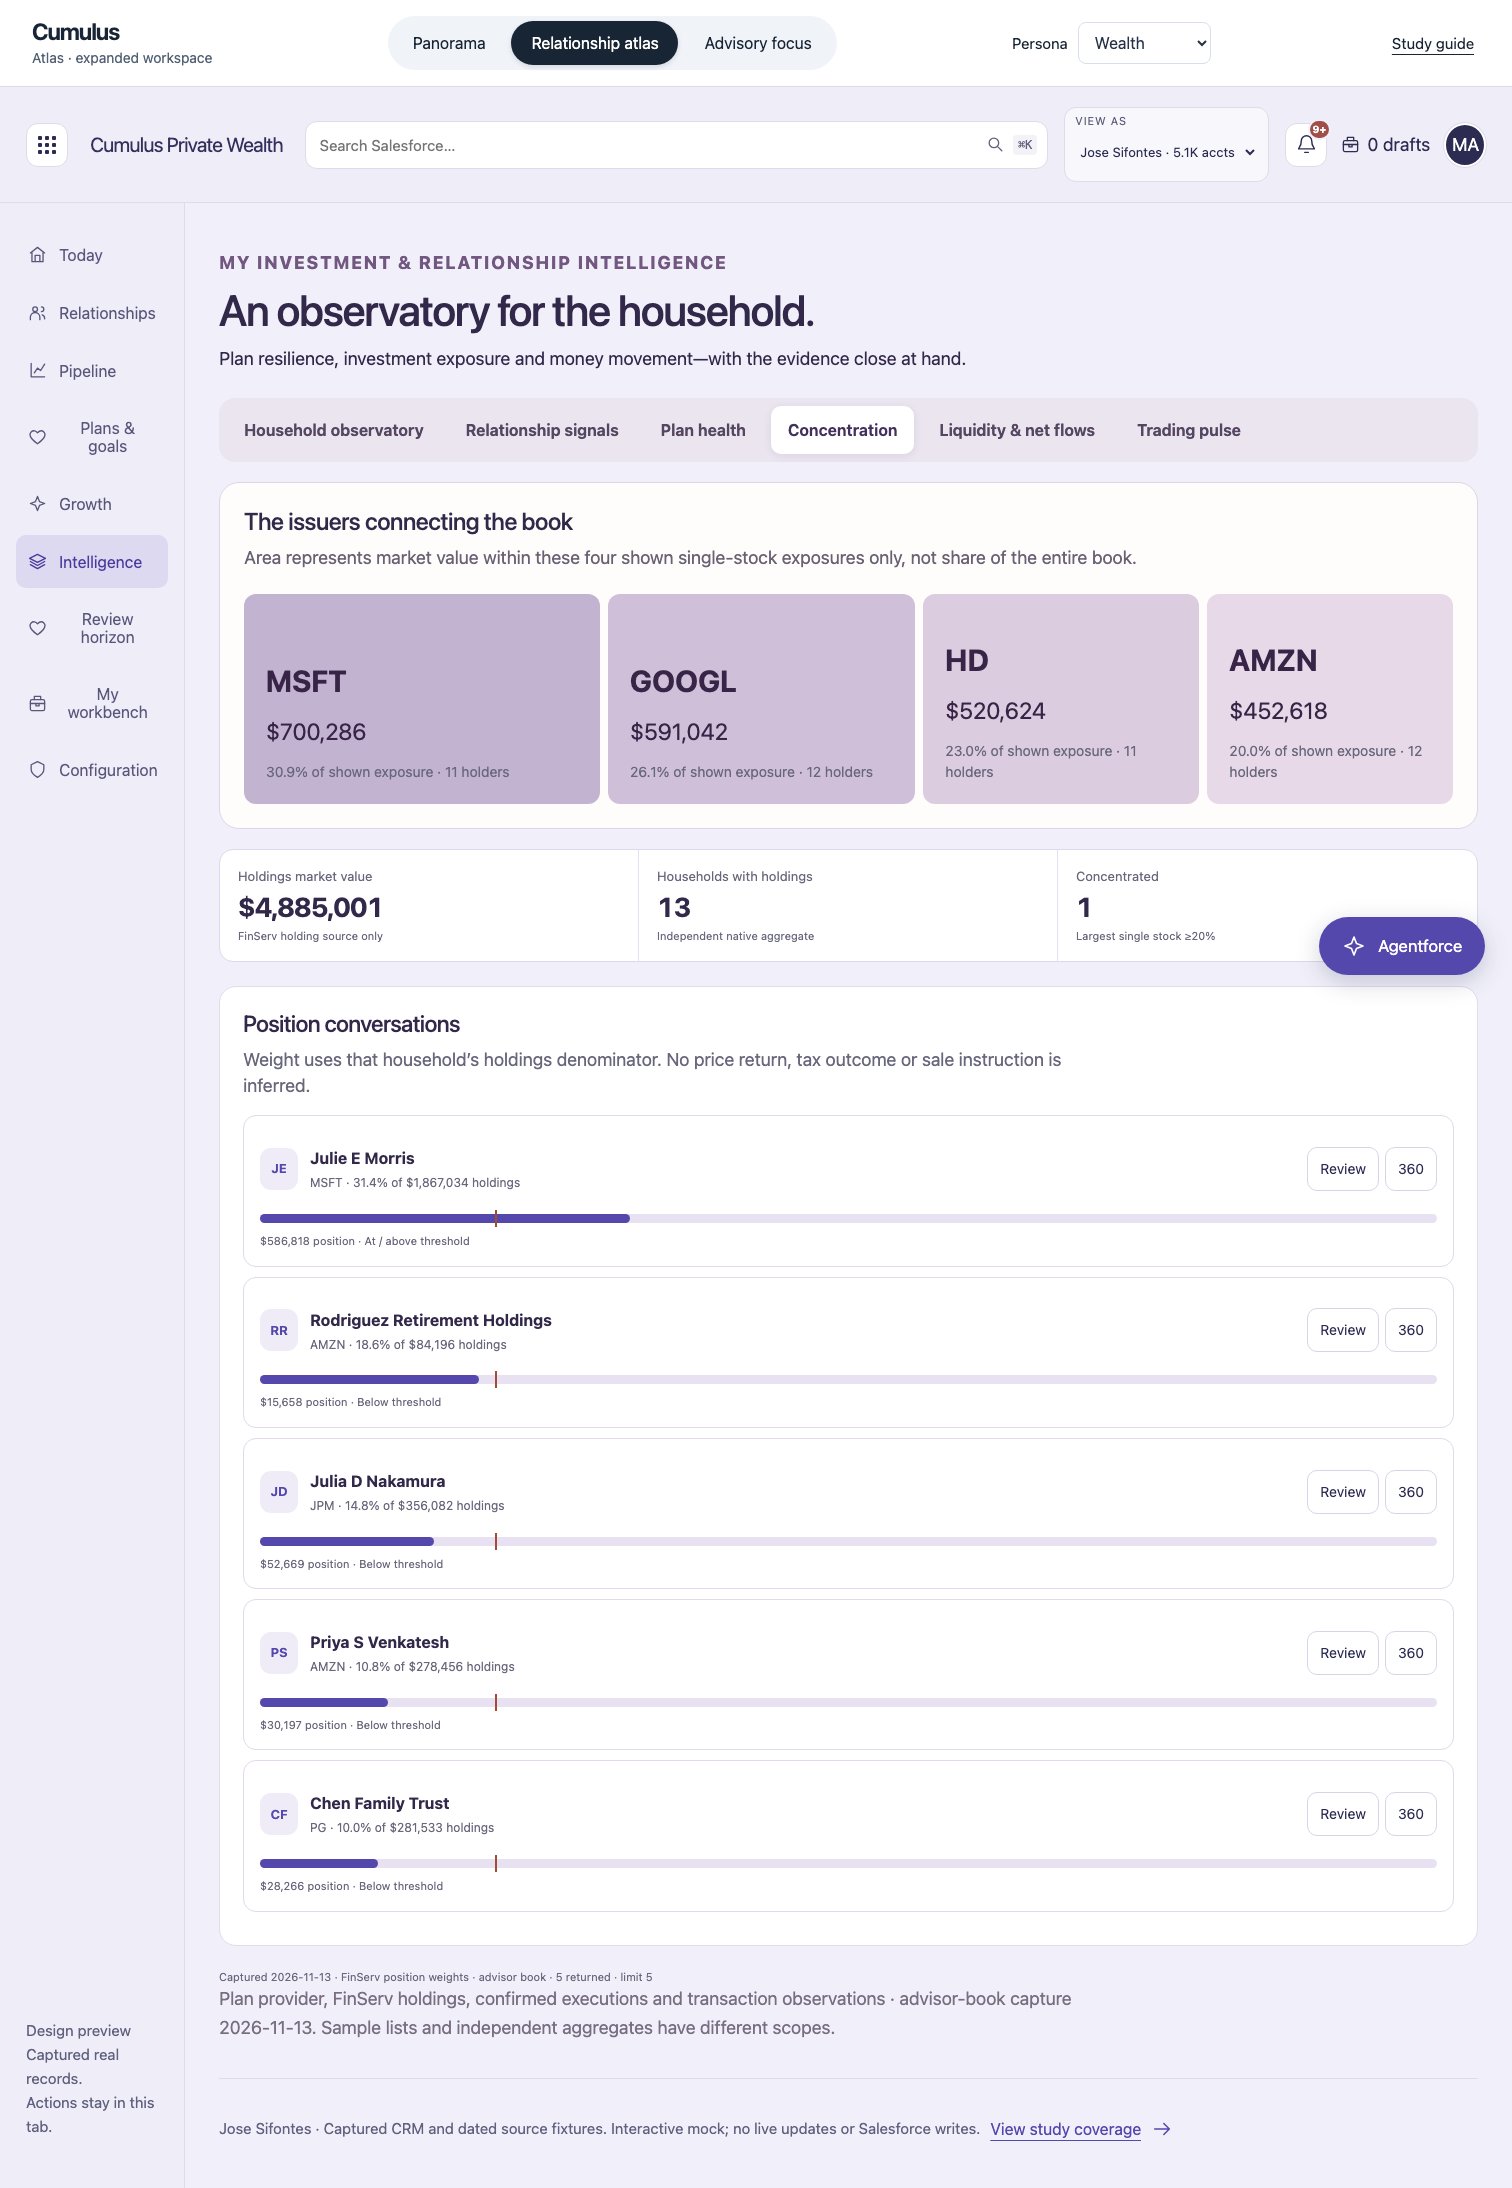 Cumulus
Atlas · expanded workspace
Panorama
Relationship atlas
Advisory focus
Persona
Wealth
Study guide
Cumulus Private Wealth
Search Salesforce...
⌘K
VIEW AS
Jose Sifontes · 5.1K accts
9+
0 drafts
MA
Today
Relationships
Pipeline
Plans &
goals
Growth
Intelligence
Review
horizon
My
workbench
Configuration
Design preview
Captured real
records.
Actions stay in this
tab.
MY INVESTMENT & RELATIONSHIP INTELLIGENCE
An observatory for the household.
Plan resilience, investment exposure and money movement—with the evidence close at hand.
Household observatory
Relationship signals
Plan health
Concentration
Liquidity & net flows
Trading pulse
The issuers connecting the book
Area represents market value within these four shown single-stock exposures only, not share of the entire book.
MSFT
$700,286
30.9% of shown exposure · 11 holders
GOOGL
$591,042
26.1% of shown exposure · 12 holders
HD
$520,624
23.0% of shown exposure · 11
holders
AMZN
$452,618
20.0% of shown exposure · 12
holders
Holdings market value
$4,885,001
FinServ holding source only
Households with holdings
13
Independent native aggregate
Concentrated
1
Largest single stock ≥20%
Agentforce
Position conversations
Weight uses that household’s holdings denominator. No price return, tax outcome or sale instruction is
inferred.
JE
Julie E Morris
MSFT · 31.4% of $1,867,034 holdings
Review
360
$586,818 position · At / above threshold
RR
Rodriguez Retirement Holdings
AMZN · 18.6% of $84,196 holdings
Review
360
$15,658 position · Below threshold
JD
Julia D Nakamura
JPM · 14.8% of $356,082 holdings
Review
360
$52,669 position · Below threshold
PS
Priya S Venkatesh
AMZN · 10.8% of $278,456 holdings
Review
360
$30,197 position · Below threshold
CF
Chen Family Trust
PG · 10.0% of $281,533 holdings
Review
360
$28,266 position · Below threshold
Captured 2026-11-13 · FinServ position weights · advisor book · 5 returned · limit 5
Plan provider, FinServ holdings, confirmed executions and transaction observations · advisor-book capture
2026-11-13. Sample lists and independent aggregates have different scopes.
Jose Sifontes · Captured CRM and dated source fixtures. Interactive mock; no live updates or Salesforce writes.
View study coverage →